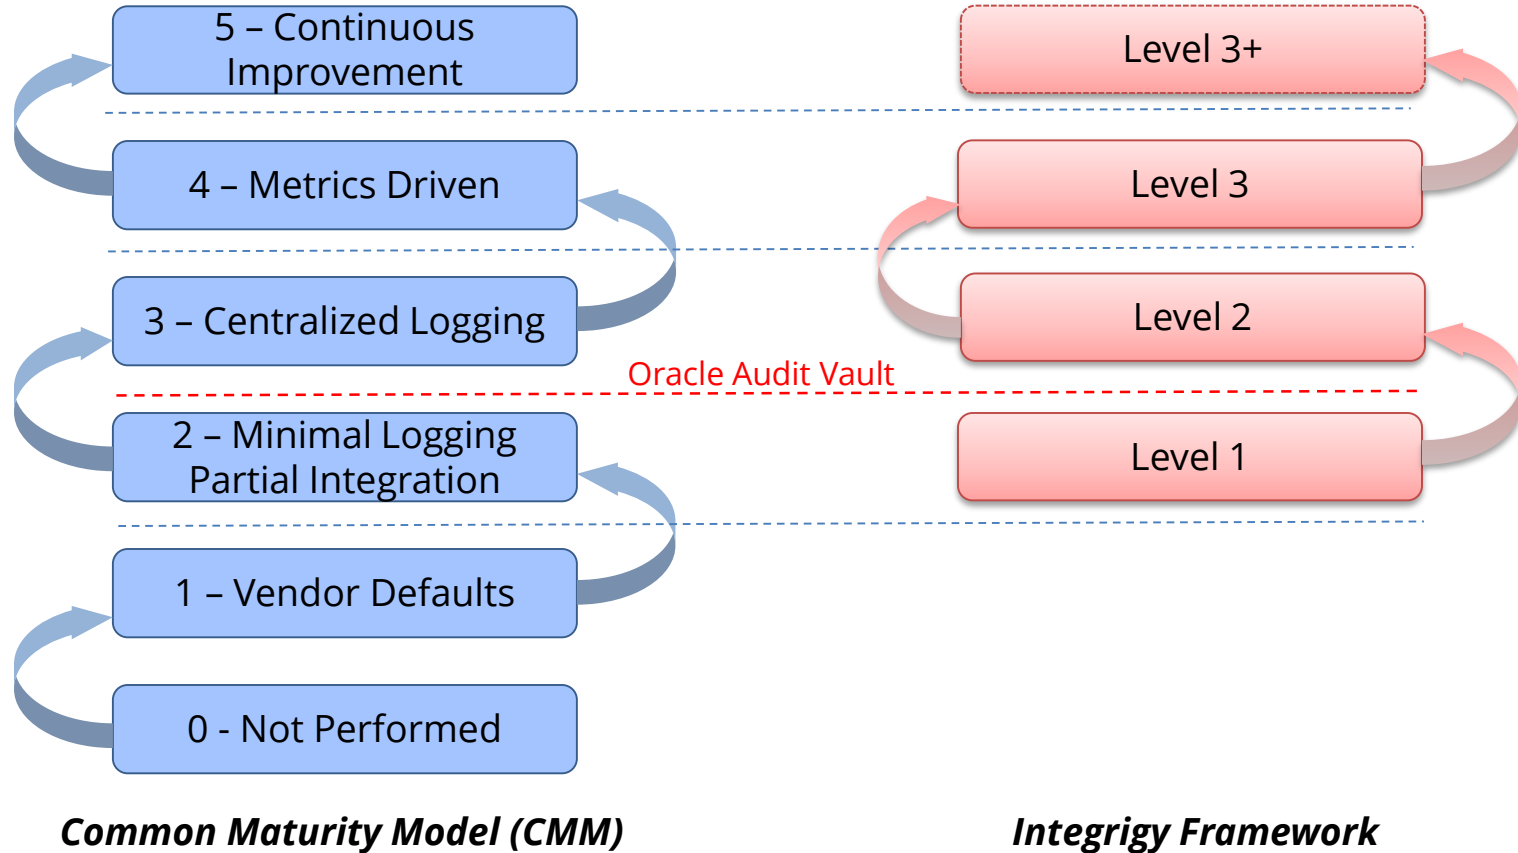 5 – Continuous
Improvement
Level 3+
4 – Metrics Driven
Level 3
3 – Centralized Logging
Level 2
Oracle Audit Vault
2 – Minimal Logging
Partial Integration
Level 1
1 – Vendor Defaults
0 - Not Performed
Common Maturity Model (CMM)
Integrigy Framework